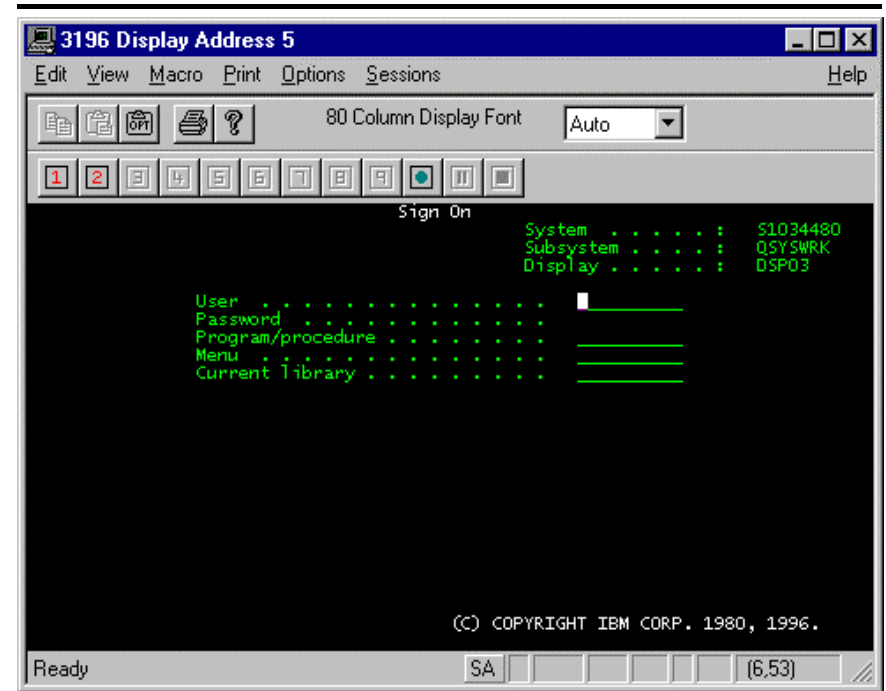 3196 Display Address 5
Edit View Macro Print Options Sessions Help
OPT ? 80 Column Display Font Auto
1 2 3 4 5 6 7 8 9
Sign On
System . . . . . : S1034480
Subsystem . . . . : QSYSWRK
Display . . . . . : DSP03
User . . . . . . . . . . . . . .
Password . . . . . . . . . . . .
Program/procedure . . . . . . . .
Menu . . . . . . . . . . . . . .
Current library . . . . . . . . .
(C) COPYRIGHT IBM CORP. 1980, 1996.
Ready SA (6,53)